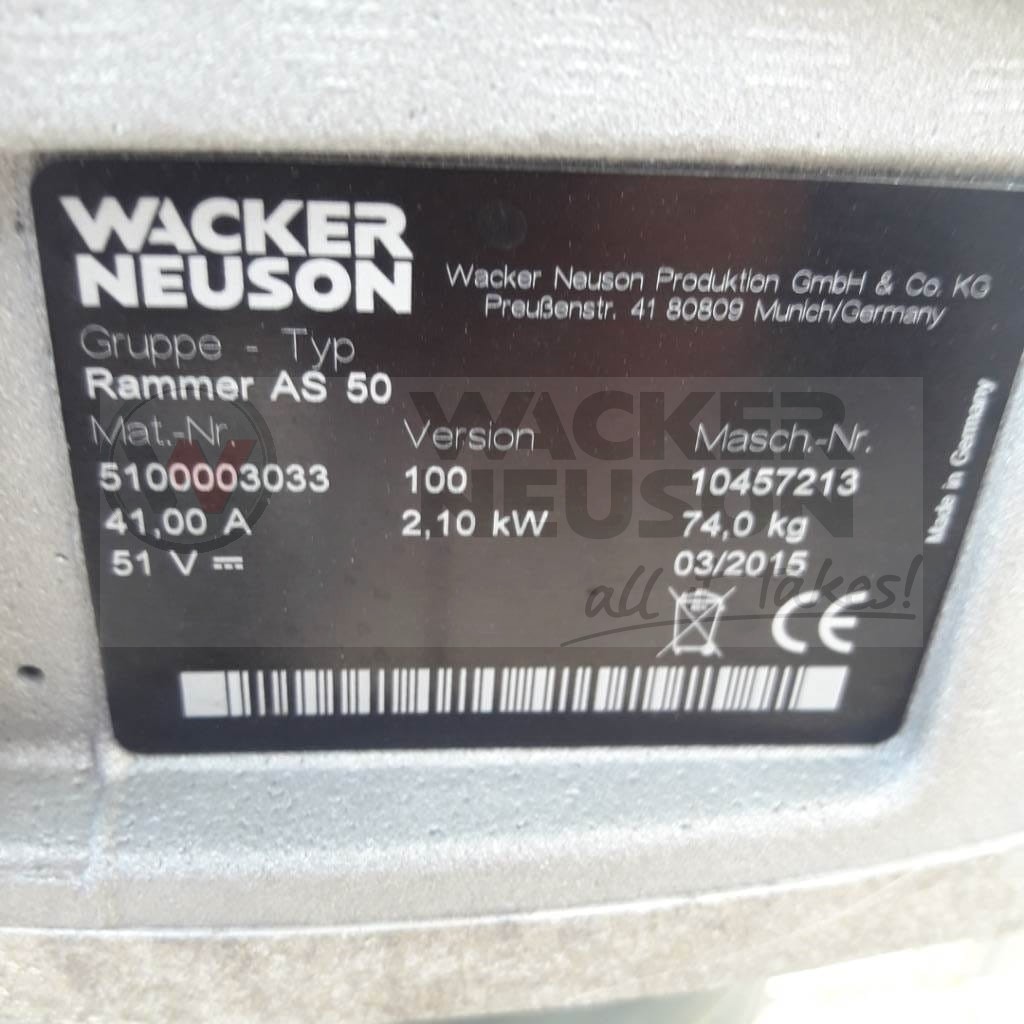 WACKER
NEUSON
Wacker Neuson Produktion GmbH & Co. KG
Preußenstr. 41 80809 Munich/Germany
Gruppe - Typ
Rammer AS 50
Mat.-Nr. Version Masch.-Nr.
5100003033 100 10457213
41,00 A 2,10 kW 74,0 kg
51 V 03/2015
CE
Made in Germany
WACKER
NEUSON
all it takes!